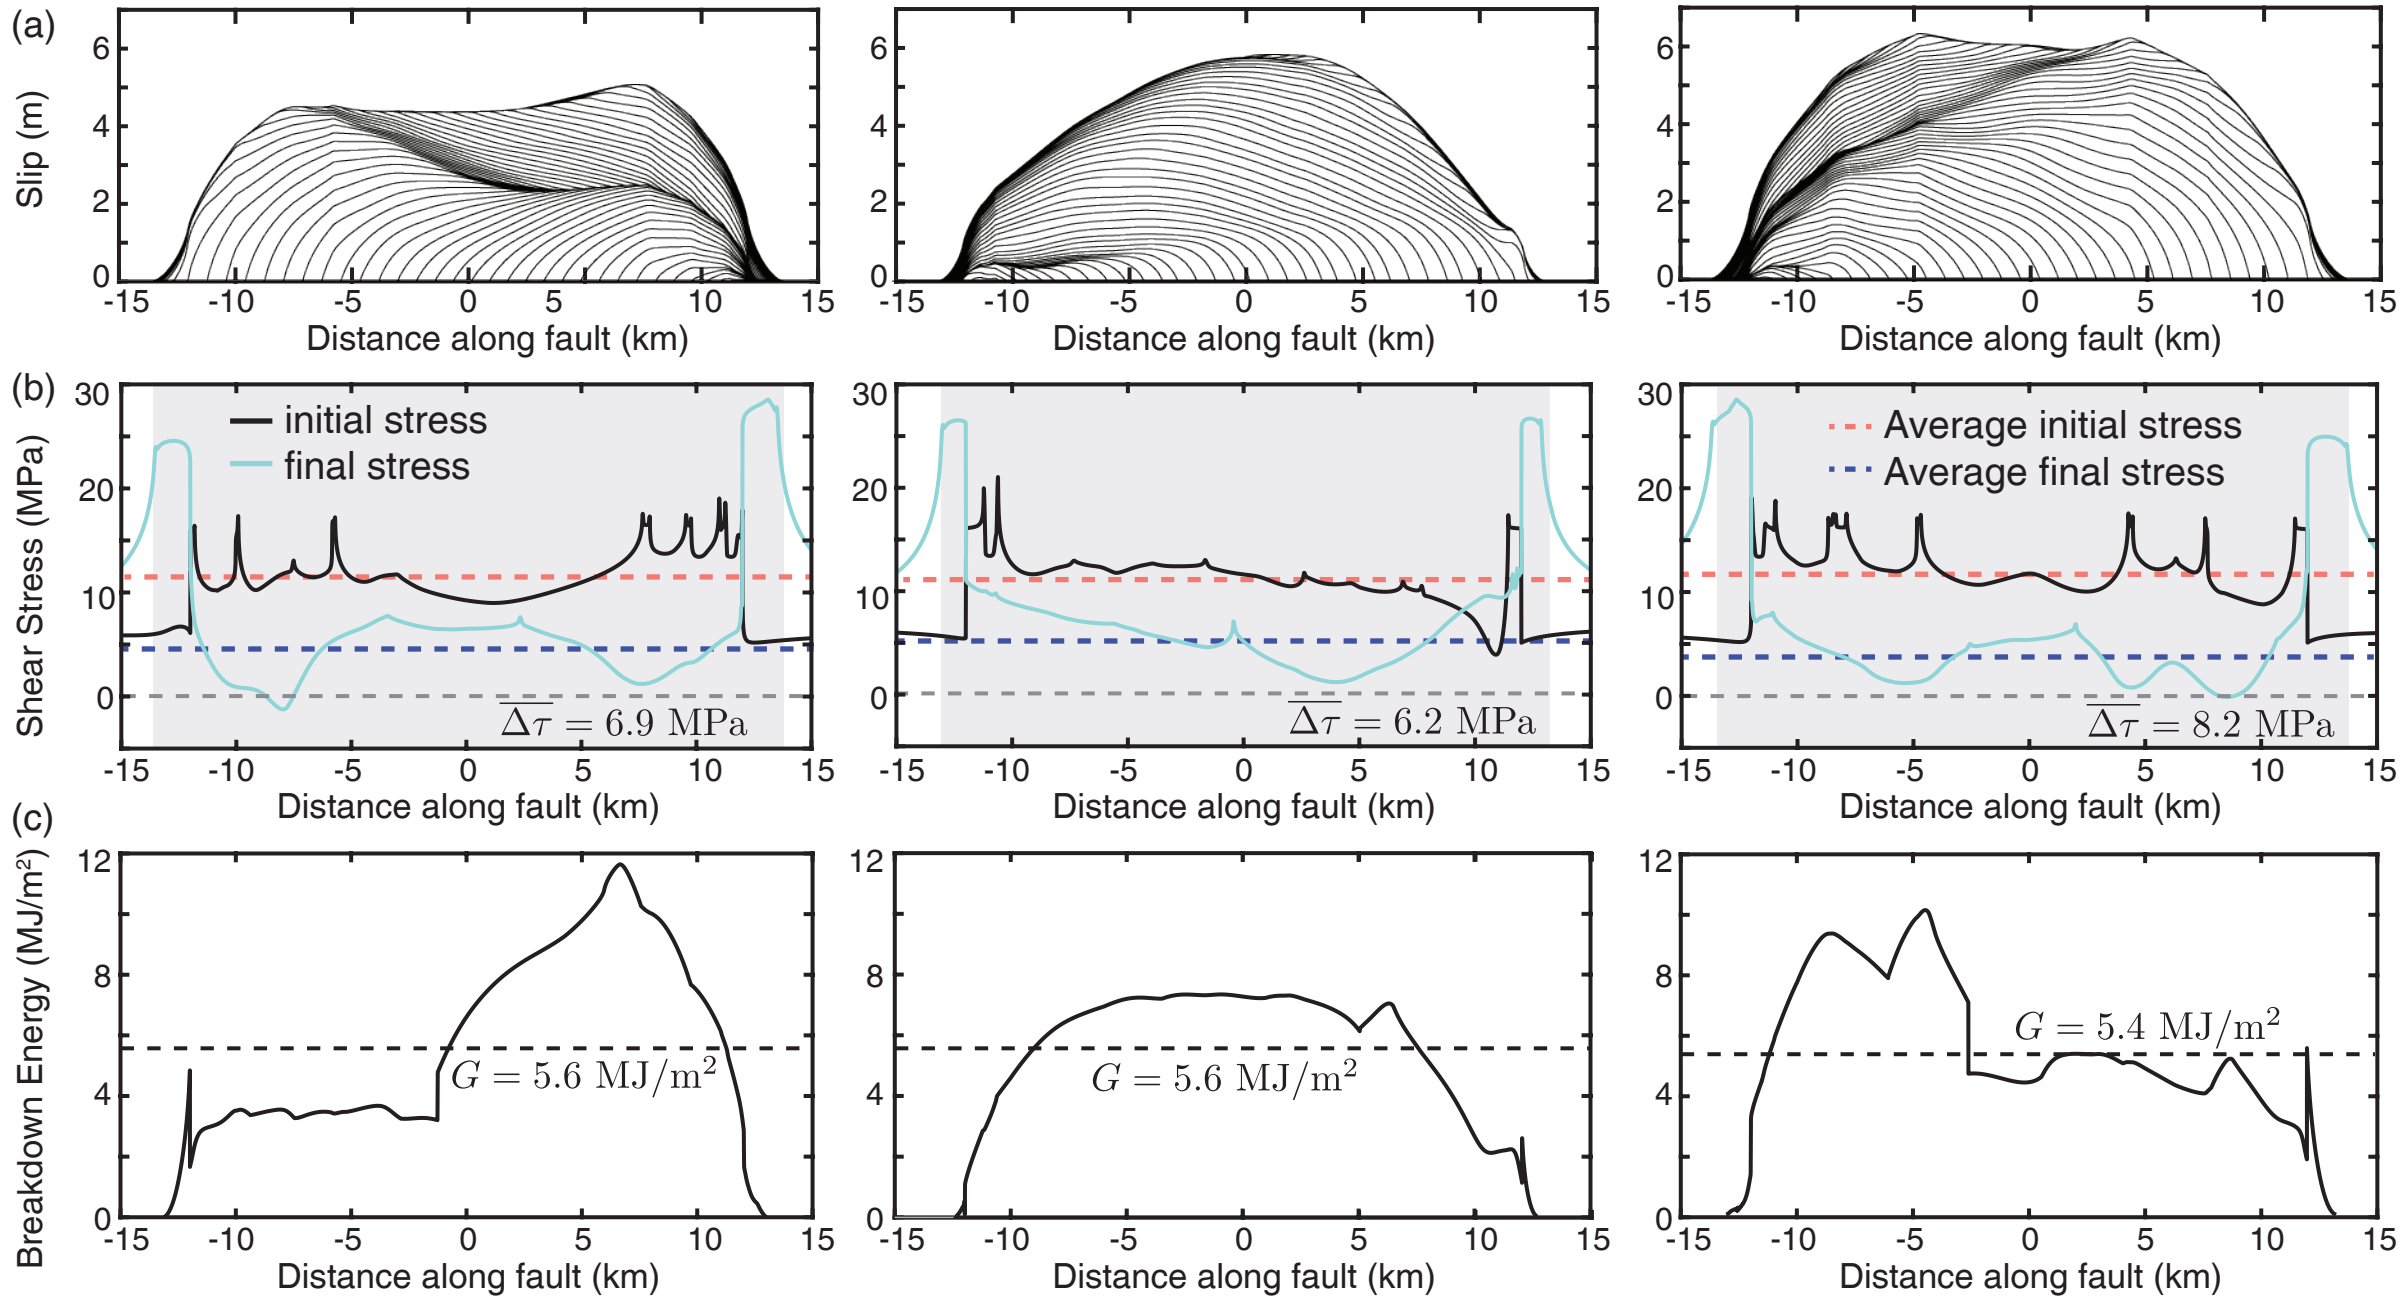 (a)
Slip (m)
6
4
2
0
-15 -10 -5 0 5 10 15
Distance along fault (km)
6
4
2
0
-15 -10 -5 0 5 10 15
Distance along fault (km)
6
4
2
0
-15 -10 -5 0 5 10 15
Distance along fault (km)
(b)
Shear Stress (MPa)
30
20
10
0
initial stress
final stress
Δτ = 6.9 MPa
-15 -10 -5 0 5 10 15
Distance along fault (km)
30
20
10
0
Δτ = 6.2 MPa
-15 -10 -5 0 5 10 15
Distance along fault (km)
30
20
10
0
Average initial stress
Average final stress
Δτ = 8.2 MPa
-15 -10 -5 0 5 10 15
Distance along fault (km)
(c)
Breakdown Energy (MJ/m²)
12
8
4
0
G = 5.6 MJ/m²
-15 -10 -5 0 5 10 15
Distance along fault (km)
12
8
4
0
G = 5.6 MJ/m²
-15 -10 -5 0 5 10 15
Distance along fault (km)
12
8
4
0
G = 5.4 MJ/m²
-15 -10 -5 0 5 10 15
Distance along fault (km)